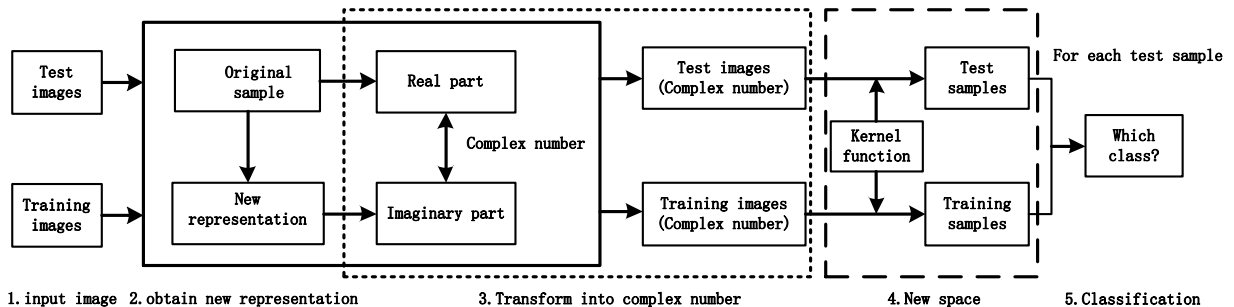 Test
images
Training
images
Original
sample
New
representation
Real part
Complex number
Imaginary part
Test images
(Complex number)
Training images
(Complex number)
Kernel
function
Test
samples
Training
samples
For each test sample
Which
class?
1. input image
2. obtain new representation
3. Transform into complex number
4. New space
5. Classification